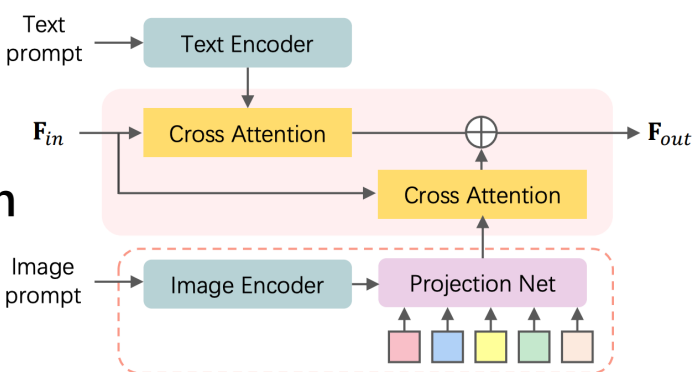 Text
prompt
Text Encoder
F_in
Cross Attention
F_out
n
Cross Attention
Image
prompt
Image Encoder
Projection Net